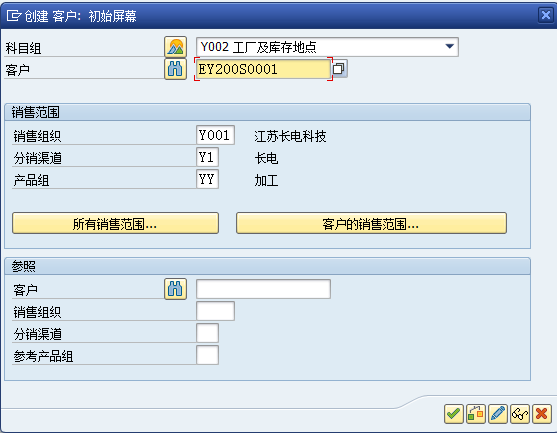 创建 客户: 初始屏幕
科目组 Y002 工厂及库存地点
客户 EY200S0001
销售范围
销售组织 Y001 江苏长电科技
分销渠道 Y1 长电
产品组 YY 加工
所有销售范围... 客户的销售范围...
参照
客户
销售组织
分销渠道
参考产品组